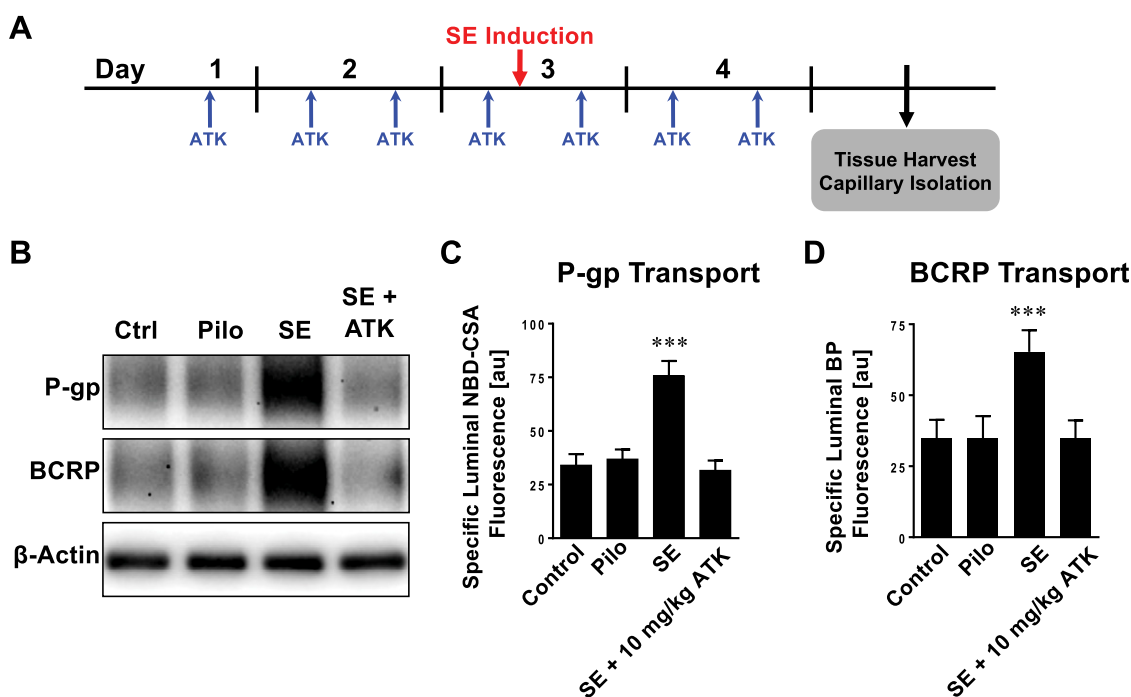 A
SE Induction
Day 1 2 3 4
ATK ATK ATK ATK ATK ATK ATK
Tissue Harvest
Capillary Isolation
B
Ctrl Pilo SE SE +
ATK
P-gp
BCRP
β-Actin
C
P-gp Transport
Specific Luminal NBD-CSA
Fluorescence [au]
100
75
50
25
0
***
Control
Pilo
SE
SE + 10 mg/kg ATK
D
BCRP Transport
Specific Luminal BP
Fluorescence [au]
75
50
25
0
***
Control
Pilo
SE
SE + 10 mg/kg ATK